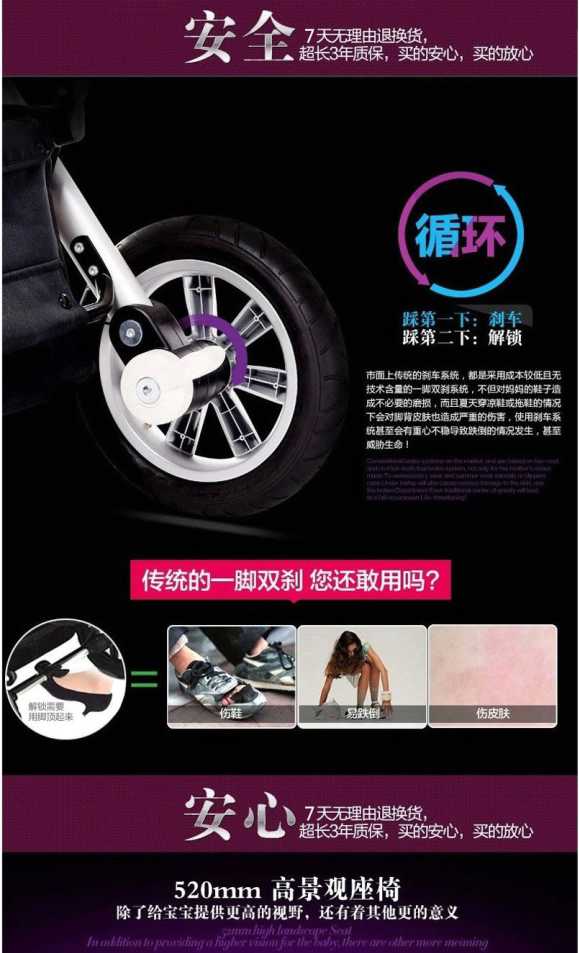 安全
7天无理由退换货,
超长3年质保，买的安心，买的放心
循环
踩第一下：刹车
踩第二下：解锁
市面上传统的刹车系统，都是采用成本较低且无
技术含量的一脚双刹系统，不但对妈妈的鞋子造
成不必要的磨损，而且夏天穿凉鞋或拖鞋的情况
下会对脚背皮肤也造成严重的伤害，使用刹车系
统甚至会有重心不稳导致跌倒的情况发生，甚至
威胁生命！
传统的一脚双刹 您还敢用吗?
解锁需要
用脚顶起来
伤鞋
易跌倒
伤皮肤
安心
7天无理由退换货,
超长3年质保，买的安心，买的放心
520mm 高景观座椅
除了给宝宝提供更高的视野，还有着其他更的意义
52mm high landscape Seat
In addition to providing a higher vision for the baby, there are other more meaning